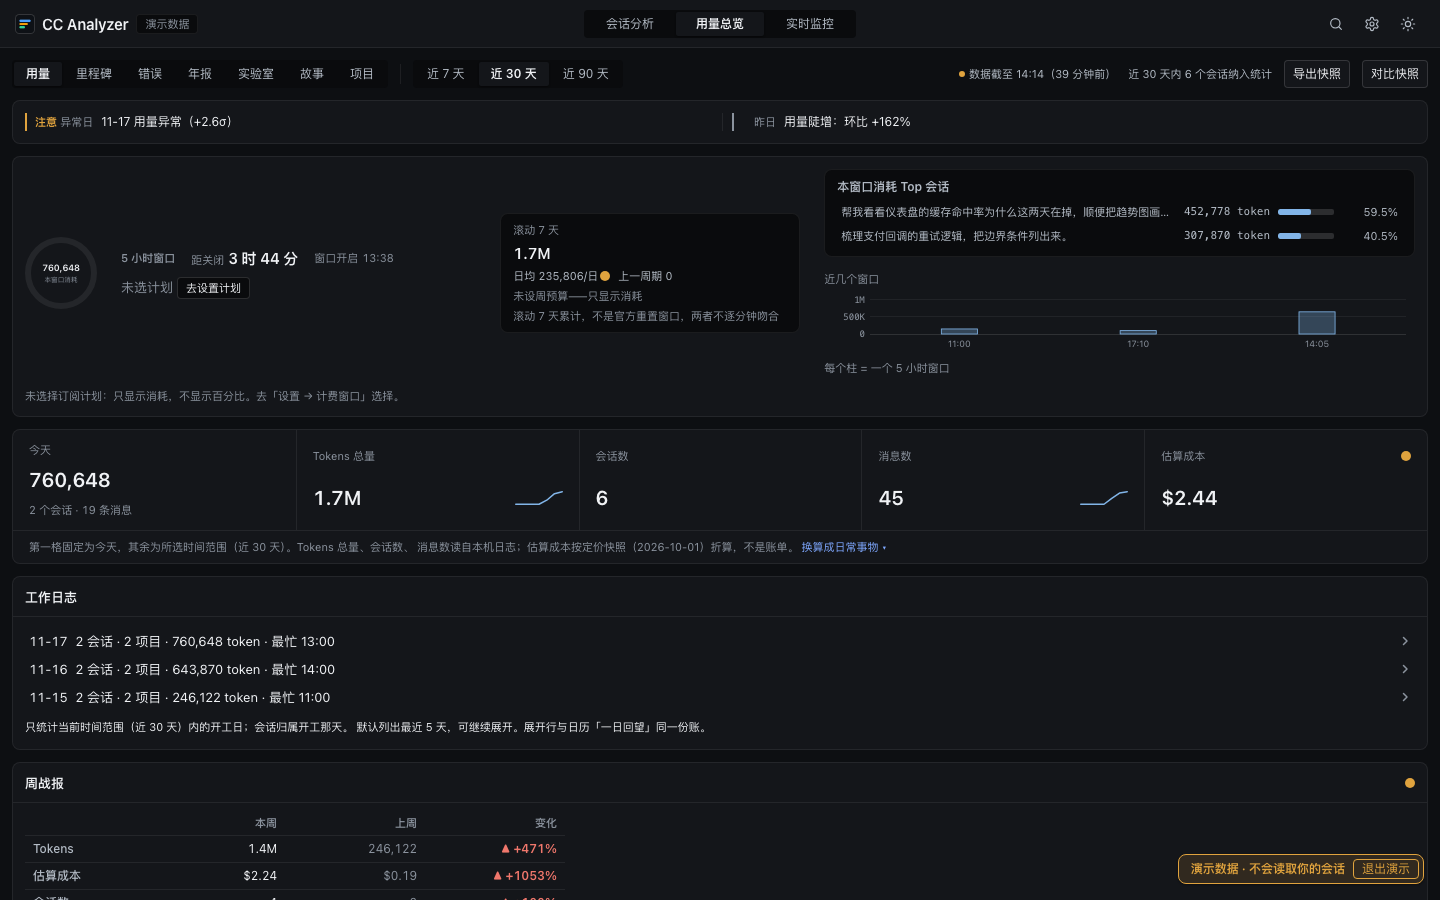 CC Analyzer 演示数据 会话分析 用量总览 实时监控
用量 里程碑 错误 年报 实验室 故事 项目 近 7 天 近 30 天 近 90 天 数据截至 14:14（39 分钟前） 近 30 天内 6 个会话纳入统计 导出快照 对比快照
注意 异常日 11-17 用量异常（+2.6σ） 昨日 用量陡增：环比 +162%
760,648
本窗口消耗
5 小时窗口 距关闭 3 时 44 分 窗口开启 13:38
未选计划 去设置计划
未选择订阅计划：只显示消耗，不显示百分比。去「设置 → 计费窗口」选择。
滚动 7 天
1.7M
日均 235,806/日 上一周期 0
未设周预算——只显示消耗
滚动 7 天累计，不是官方重置窗口，两者不逐分钟吻合
本窗口消耗 Top 会话
帮我看看仪表盘的缓存命中率为什么这两天在掉，顺便把趋势图画… 452,778 token 59.5%
梳理支付回调的重试逻辑，把边界条件列出来。 307,870 token 40.5%
近几个窗口
1M
500K
0
11:00 17:10 14:05
每个柱 = 一个 5 小时窗口
今天
760,648
2 个会话 · 19 条消息
Tokens 总量
1.7M
会话数
6
消息数
45
估算成本
$2.44
第一格固定为今天，其余为所选时间范围（近 30 天）。Tokens 总量、会话数、 消息数读自本机日志；估算成本按定价快照（2026-10-01）折算，不是账单。 换算成日常事物 ▾
工作日志
11-17 2 会话 · 2 项目 · 760,648 token · 最忙 13:00
11-16 2 会话 · 2 项目 · 643,870 token · 最忙 14:00
11-15 2 会话 · 2 项目 · 246,122 token · 最忙 11:00
只统计当前时间范围（近 30 天）内的开工日；会话归属开工那天。 默认列出最近 5 天，可继续展开。展开行与日历「一日回望」同一份账。
周战报
本周 上周 变化
Tokens 1.4M 246,122 ▲ +471%
估算成本 $2.24 $0.19 ▲ +1053%
演示数据 · 不会读取你的会话 退出演示